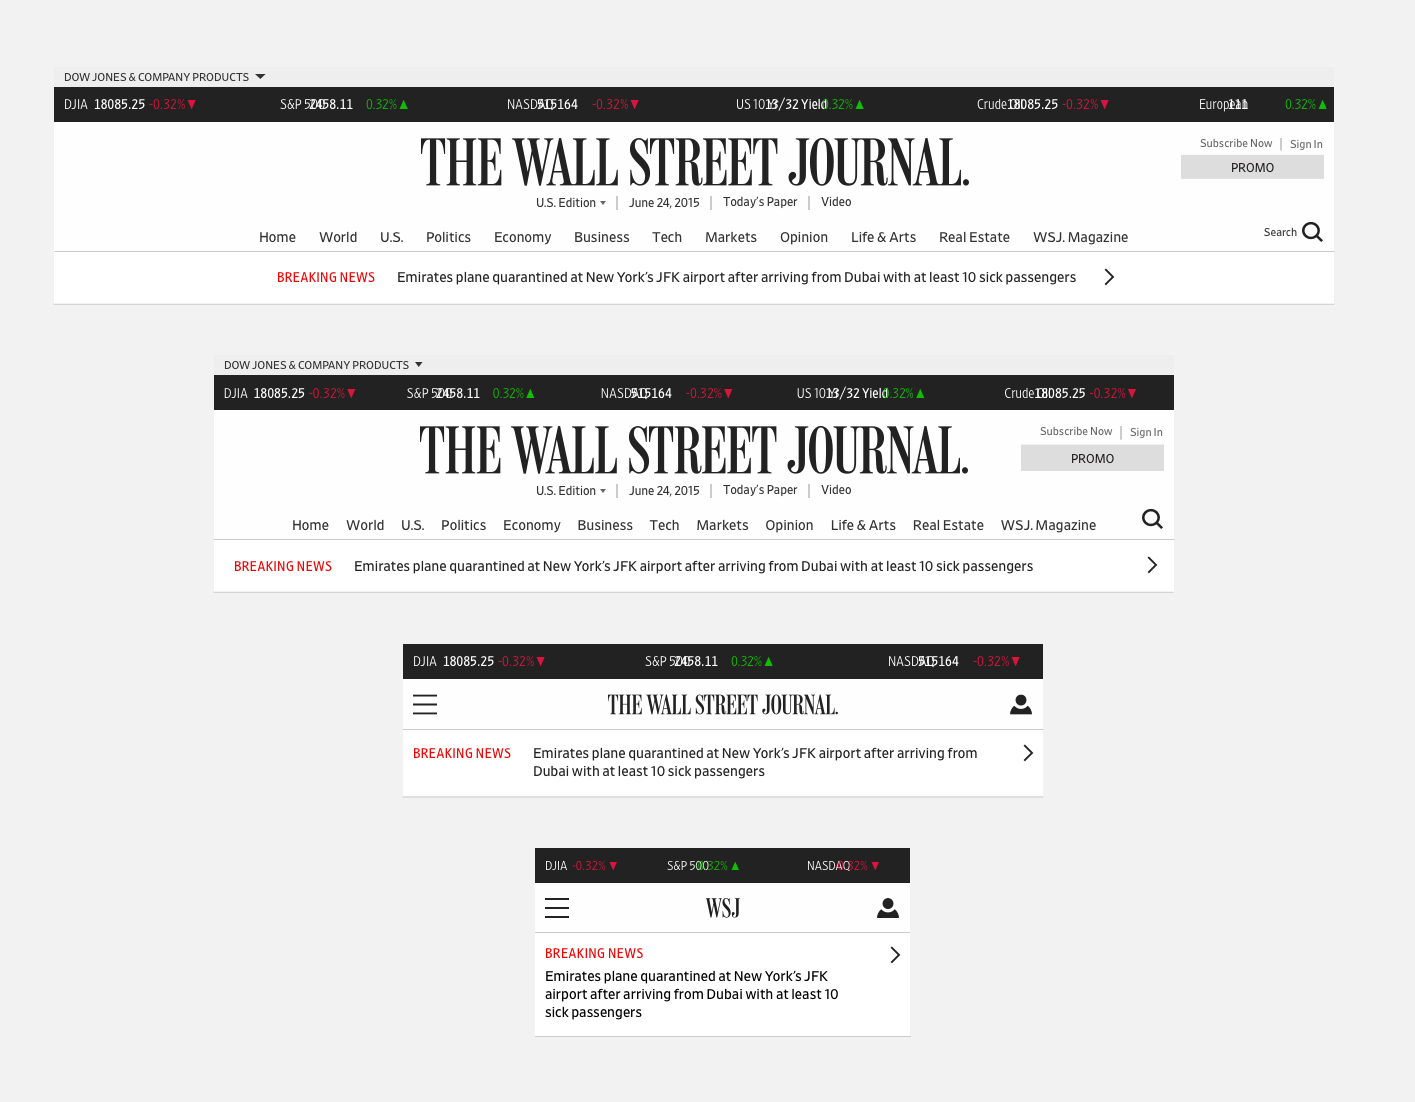 DOW JONES & COMPANY PRODUCTS
DJIA 18085.25 -0.32% S&P 500 2458.11 0.32% NASDAQ 515164 -0.32% US 10Yr 13/32 Yield 0.32% Crude Oil 18085.25 -0.32% European 111 0.32%
THE WALL STREET JOURNAL.
Subscribe Now | Sign In
PROMO
U.S. Edition | June 24, 2015 | Today's Paper | Video
Home World U.S. Politics Economy Business Tech Markets Opinion Life & Arts Real Estate WSJ. Magazine Search
BREAKING NEWS Emirates plane quarantined at New York's JFK airport after arriving from Dubai with at least 10 sick passengers
DOW JONES & COMPANY PRODUCTS
DJIA 18085.25 -0.32% S&P 500 2458.11 0.32% NASDAQ 515164 -0.32% US 10Yr 13/32 Yield 0.32% Crude Oil 18085.25 -0.32%
THE WALL STREET JOURNAL.
Subscribe Now | Sign In
PROMO
U.S. Edition | June 24, 2015 | Today's Paper | Video
Home World U.S. Politics Economy Business Tech Markets Opinion Life & Arts Real Estate WSJ. Magazine
BREAKING NEWS Emirates plane quarantined at New York's JFK airport after arriving from Dubai with at least 10 sick passengers
DJIA 18085.25 -0.32% S&P 500 2458.11 0.32% NASDAQ 515164 -0.32%
THE WALL STREET JOURNAL.
BREAKING NEWS Emirates plane quarantined at New York's JFK airport after arriving from
Dubai with at least 10 sick passengers
DJIA -0.32% S&P 500 0.32% NASDAQ -0.32%
WSJ
BREAKING NEWS
Emirates plane quarantined at New York's JFK
airport after arriving from Dubai with at least 10
sick passengers